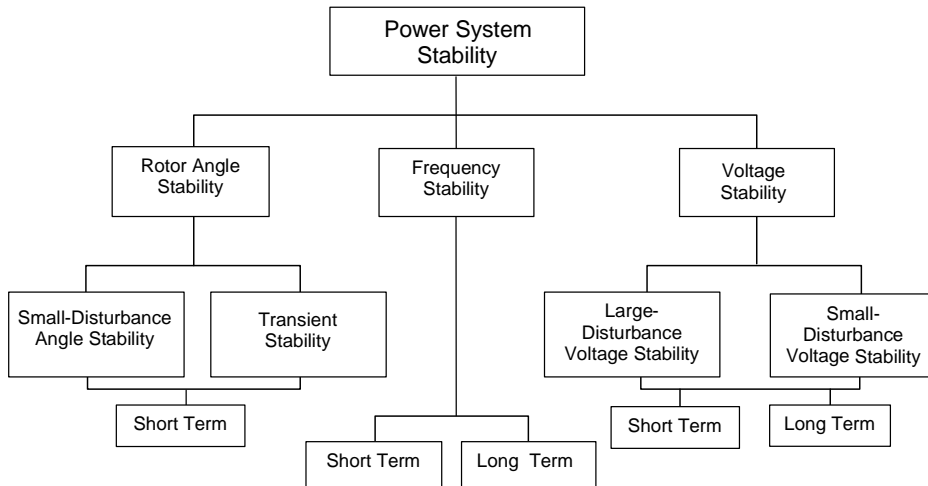 Power System
Stability
Rotor Angle
Stability
Frequency
Stability
Voltage
Stability
Small-Disturbance
Angle Stability
Transient
Stability
Large-
Disturbance
Voltage Stability
Small-
Disturbance
Voltage Stability
Short Term
Short Term
Long Term
Short Term
Long Term